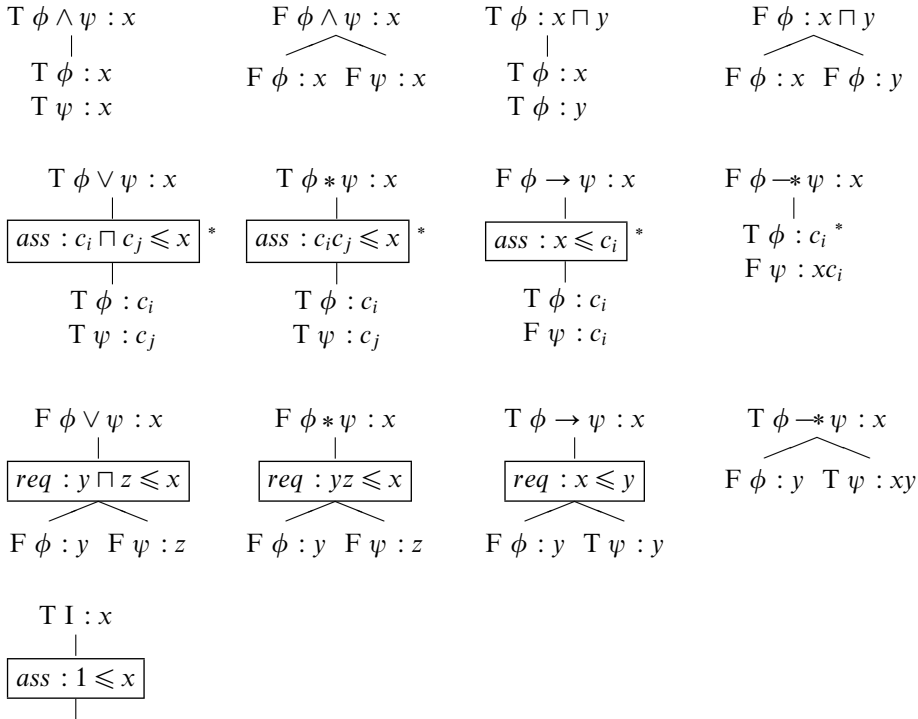 T ϕ ∧ ψ : x F ϕ ∧ ψ : x T ϕ : x ⊓ y F ϕ : x ⊓ y
T ϕ : x F ϕ : x F ψ : x T ϕ : x F ϕ : x F ϕ : y
T ψ : x T ϕ : y
T ϕ ∨ ψ : x T ϕ ∗ ψ : x F ϕ → ψ : x F ϕ −∗ ψ : x
ass : c_i ⊓ c_j ⩽ x * ass : c_i c_j ⩽ x * ass : x ⩽ c_i * T ϕ : c_i *
F ψ : xc_i
T ϕ : c_i T ϕ : c_i T ϕ : c_i
T ψ : c_j T ψ : c_j F ψ : c_i
F ϕ ∨ ψ : x F ϕ ∗ ψ : x T ϕ → ψ : x T ϕ −∗ ψ : x
req : y ⊓ z ⩽ x req : yz ⩽ x req : x ⩽ y F ϕ : y T ψ : xy
F ϕ : y F ψ : z F ϕ : y F ψ : z F ϕ : y T ψ : y
T I : x
ass : 1 ⩽ x